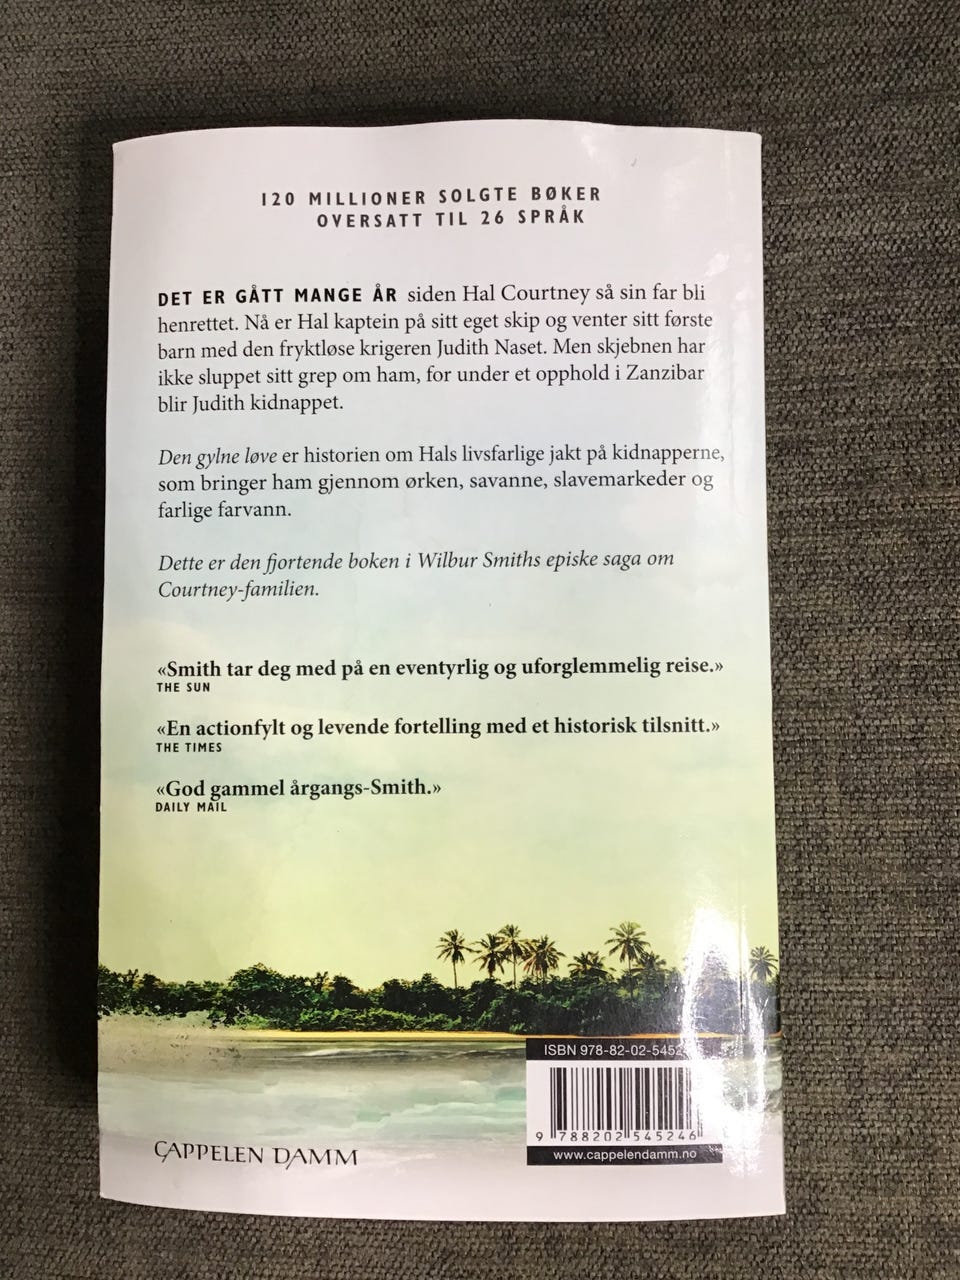 120 MILLIONER SOLGTE BØKER
OVERSATT TIL 26 SPRÅK
DET ER GÅTT MANGE ÅR siden Hal Courtney så sin far bli
henrettet. Nå er Hal kaptein på sitt eget skip og venter sitt første
barn med den fryktløse krigeren Judith Naset. Men skjebnen har
ikke sluppet sitt grep om ham, for under et opphold i Zanzibar
blir Judith kidnappet.
Den gylne løve er historien om Hals livsfarlige jakt på kidnapperne,
som bringer ham gjennom ørken, savanne, slavemarkeder og
farlige farvann.
Dette er den fjortende boken i Wilbur Smiths episke saga om
Courtney-familien.
«Smith tar deg med på en eventyrlig og uforglemmelig reise.»
THE SUN
«En actionfylt og levende fortelling med et historisk tilsnitt.»
THE TIMES
«God gammel årgangs-Smith.»
DAILY MAIL
ISBN 978-82-02-5452
9 788202 545246
www.cappelendamm.no
CAPPELEN DAMM